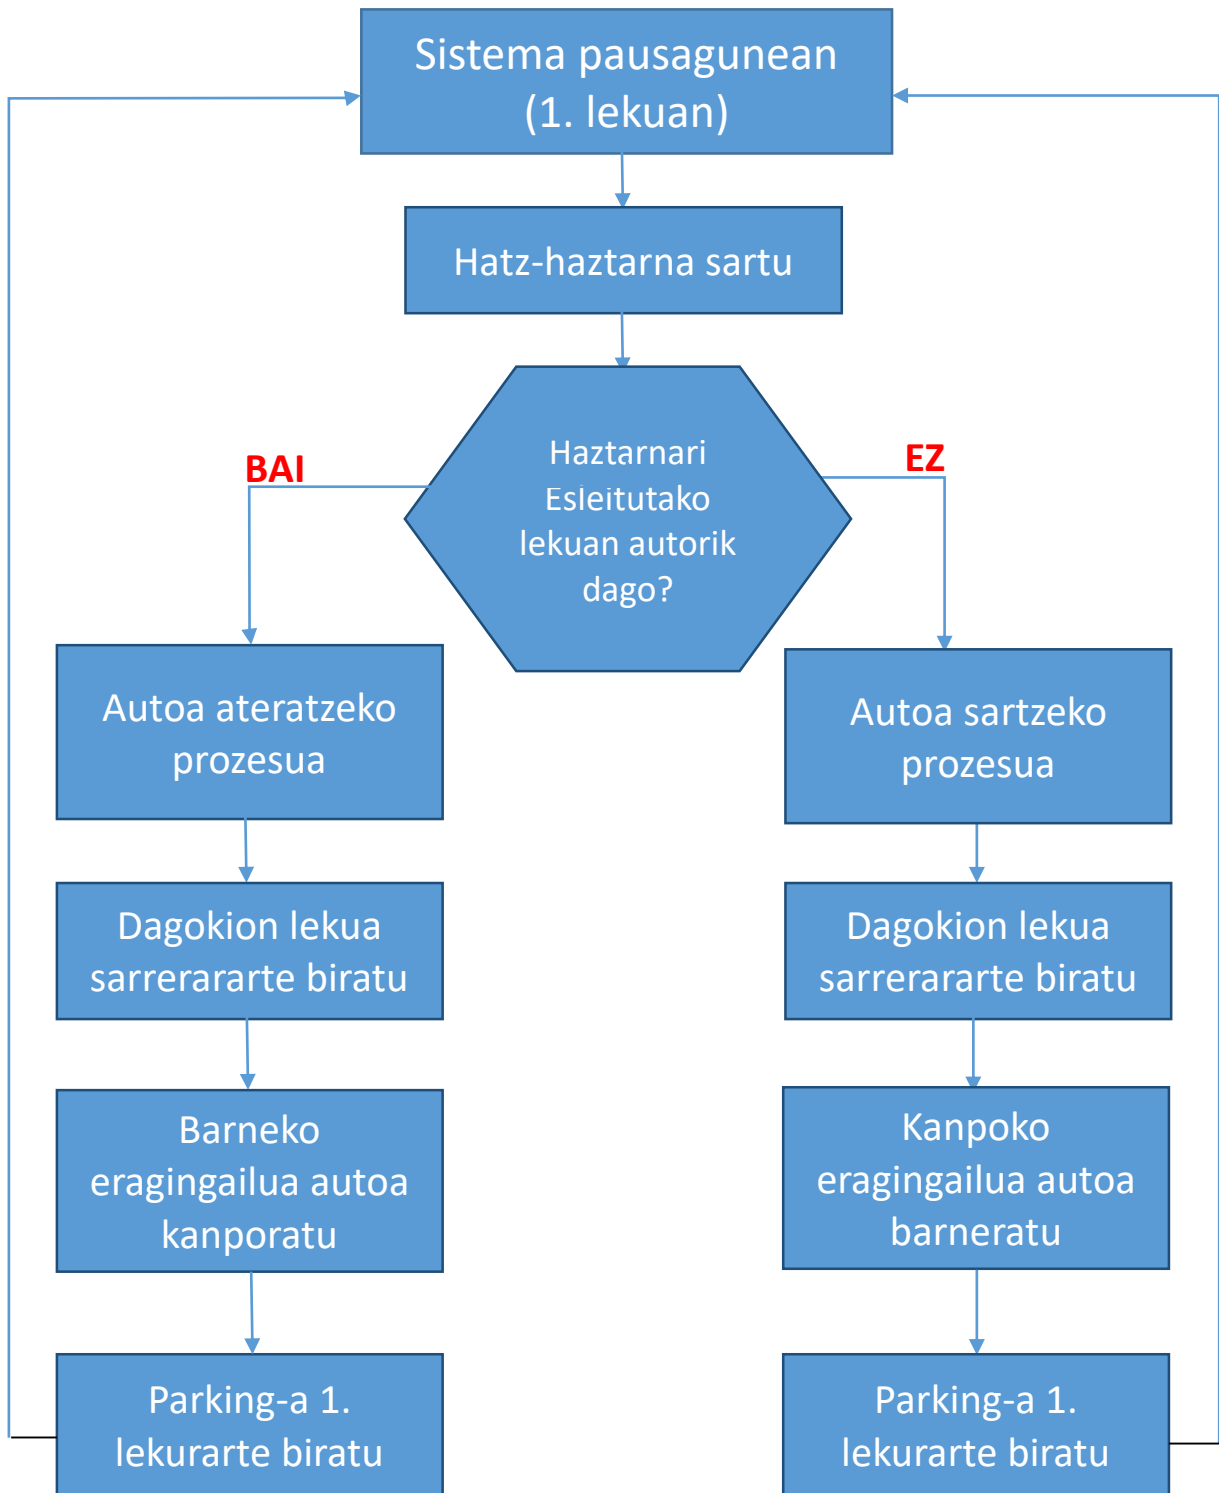 Sistema pausagunean
(1. lekuan)
Hatz-haztarna sartu
Haztarnari
Esleitutako
lekuan autorik
dago?
BAI
EZ
Autoa ateratzeko
prozesua
Dagokion lekua
sarrerararte biratu
Barneko
eragingailua autoa
kanporatu
Parking-a 1.
lekurarte biratu
Autoa sartzeko
prozesua
Dagokion lekua
sarrerararte biratu
Kanpoko
eragingailua autoa
barneratu
Parking-a 1.
lekurarte biratu